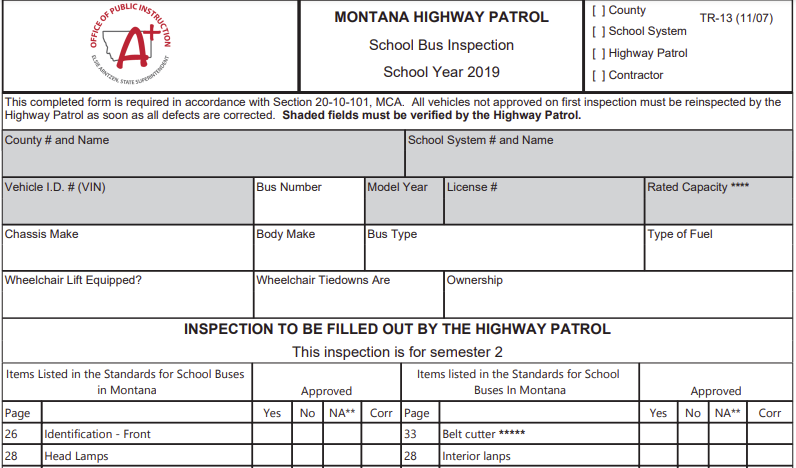 OFFICE OF PUBLIC INSTRUCTION
A+
ELSIE ARNTZEN, STATE SUPERINTENDENT
MONTANA HIGHWAY PATROL
School Bus Inspection
School Year 2019
[ ] County
[ ] School System
[ ] Highway Patrol
[ ] Contractor
TR-13 (11/07)
This completed form is required in accordance with Section 20-10-101, MCA. All vehicles not approved on first inspection must be reinspected by the
Highway Patrol as soon as all defects are corrected. Shaded fields must be verified by the Highway Patrol.
County # and Name School System # and Name
Vehicle I.D. # (VIN) Bus Number Model Year License # Rated Capacity ****
Chassis Make Body Make Bus Type Type of Fuel
Wheelchair Lift Equipped? Wheelchair Tiedowns Are Ownership
INSPECTION TO BE FILLED OUT BY THE HIGHWAY PATROL
This inspection is for semester 2
Items Listed in the Standards for School Buses
in Montana
Approved
Items listed in the Standards for School
Buses In Montana
Approved
Page Yes No NA** Corr Page Yes No NA** Corr
26 Identification - Front 33 Belt cutter *****
28 Head Lamps 28 Interior lanps